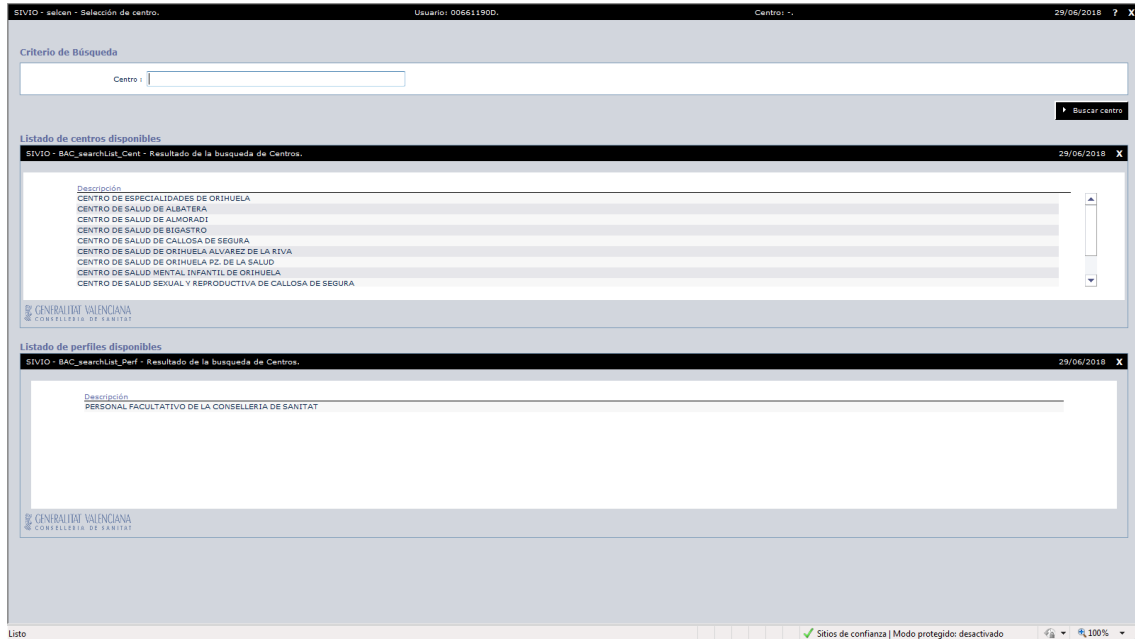 SIVIO - selcen - Selección de centro. Usuario: 00661190D. Centro: -. 29/06/2018 ? X
Criterio de Búsqueda
Centro :
Buscar centro
Listado de centros disponibles
SIVIO - BAC_searchList_Cent - Resultado de la busqueda de Centros. 29/06/2018 X
Descripción
CENTRO DE ESPECIALIDADES DE ORIHUELA
CENTRO DE SALUD DE ALBATERA
CENTRO DE SALUD DE ALMORADI
CENTRO DE SALUD DE BIGASTRO
CENTRO DE SALUD DE CALLOSA DE SEGURA
CENTRO DE SALUD DE ORIHUELA ALVAREZ DE LA RIVA
CENTRO DE SALUD DE ORIHUELA PZ. DE LA SALUD
CENTRO DE SALUD MENTAL INFANTIL DE ORIHUELA
CENTRO DE SALUD SEXUAL Y REPRODUCTIVA DE CALLOSA DE SEGURA
GENERALITAT VALENCIANA
CONSELLERIA DE SANITAT
Listado de perfiles disponibles
SIVIO - BAC_searchList_Perf - Resultado de la busqueda de Centros. 29/06/2018 X
Descripción
PERSONAL FACULTATIVO DE LA CONSELLERIA DE SANITAT
GENERALITAT VALENCIANA
CONSELLERIA DE SANITAT
Listo Sitios de confianza | Modo protegido: desactivado 100%